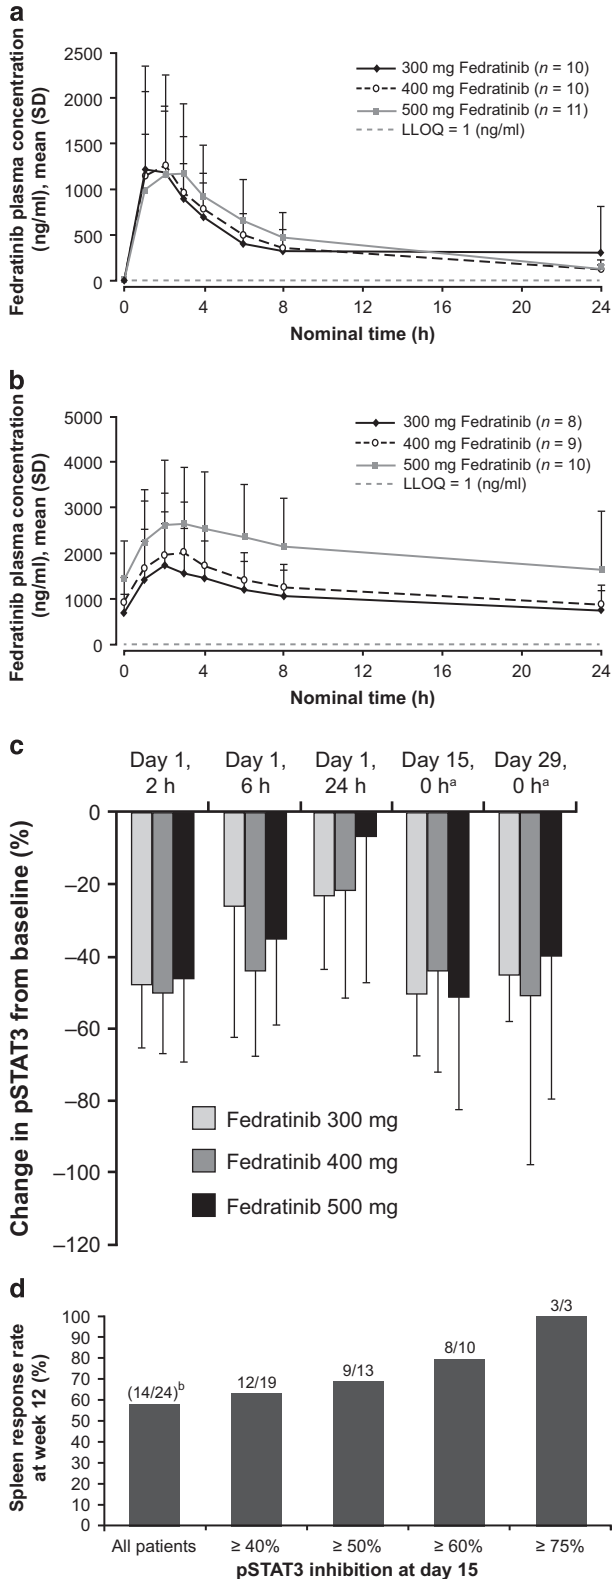 a
Fedratinib plasma concentration
(ng/ml), mean (SD)
2500
2000
1500
1000
500
0
300 mg Fedratinib (n = 10)
400 mg Fedratinib (n = 10)
500 mg Fedratinib (n = 11)
LLOQ = 1 (ng/ml)
0 4 8 12 16 20 24
Nominal time (h)
b
Fedratinib plasma concentration
(ng/ml), mean (SD)
5000
4000
3000
2000
1000
0
300 mg Fedratinib (n = 8)
400 mg Fedratinib (n = 9)
500 mg Fedratinib (n = 10)
LLOQ = 1 (ng/ml)
0 4 8 12 16 20 24
Nominal time (h)
c
Day 1, Day 1, Day 1, Day 15, Day 29,
2 h 6 h 24 h 0 hᵃ 0 hᵃ
Change in pSTAT3 from baseline (%)
0
–20
–40
–60
–80
–100
–120
Fedratinib 300 mg
Fedratinib 400 mg
Fedratinib 500 mg
d
Spleen response rate
at week 12 (%)
100
90
80
70
60
50
40
30
20
10
0
(14/24)ᵇ 12/19 9/13 8/10 3/3
All patients ≥ 40% ≥ 50% ≥ 60% ≥ 75%
pSTAT3 inhibition at day 15